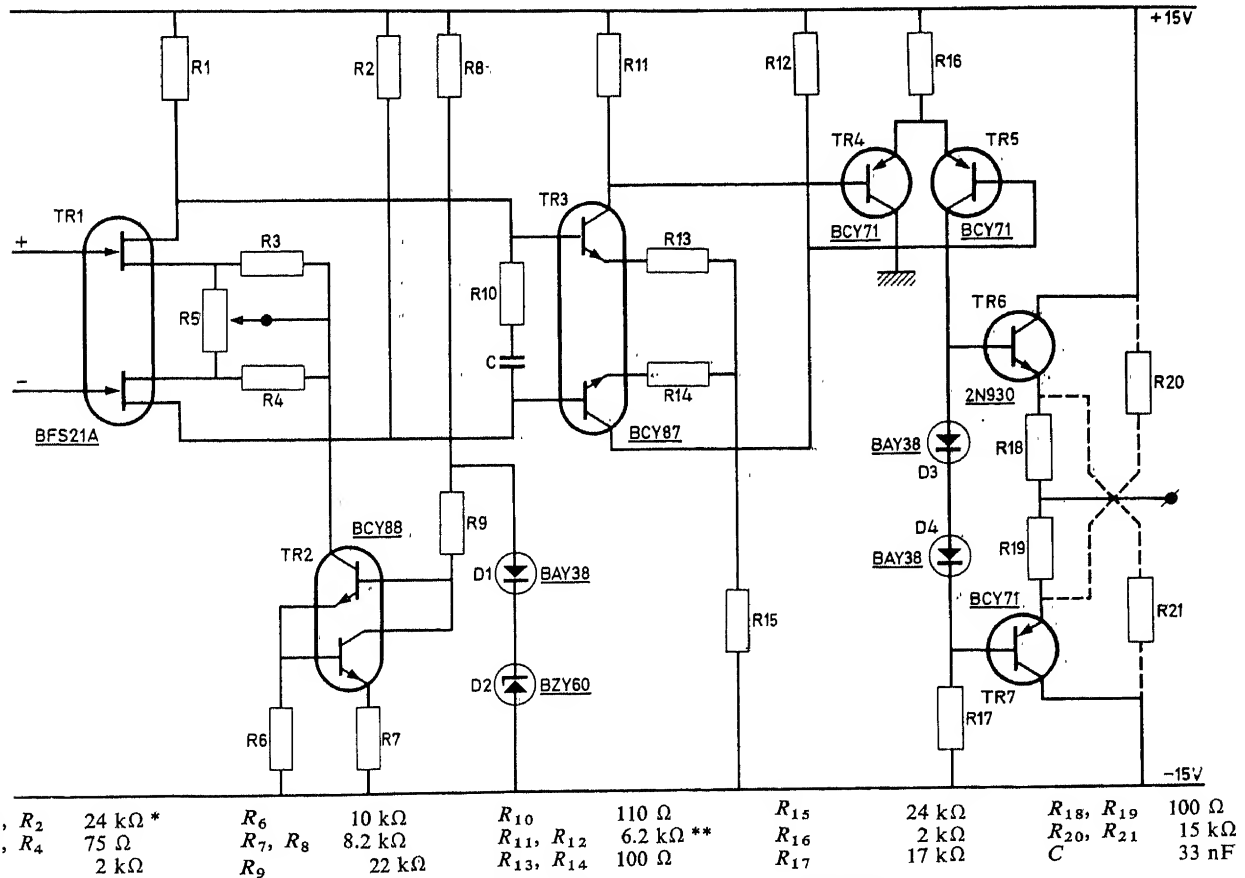 +15V
R1
R2
R8
R11
R12
R16
TR4
TR5
TR1
TR3
BCY71
BCY71
R3
R13
+
R10
TR6
R5
C
R20
R14
-
R4
2N930
BFS21A
BCY87
BAY38
R18
D3
R9
D4
BCY88
R19
TR2
D1
BAY38
BAY38
BCY71
R21
R15
D2
BZY60
TR7
R17
R6
R7
-15V
, R2 24 kΩ * R6 10 kΩ R10 110 Ω R15 24 kΩ R18, R19 100 Ω
, R4 75 Ω R7, R8 8.2 kΩ R11, R12 6.2 kΩ ** R16 2 kΩ R20, R21 15 kΩ
2 kΩ R9 22 kΩ R13, R14 100 Ω R17 17 kΩ C 33 nF